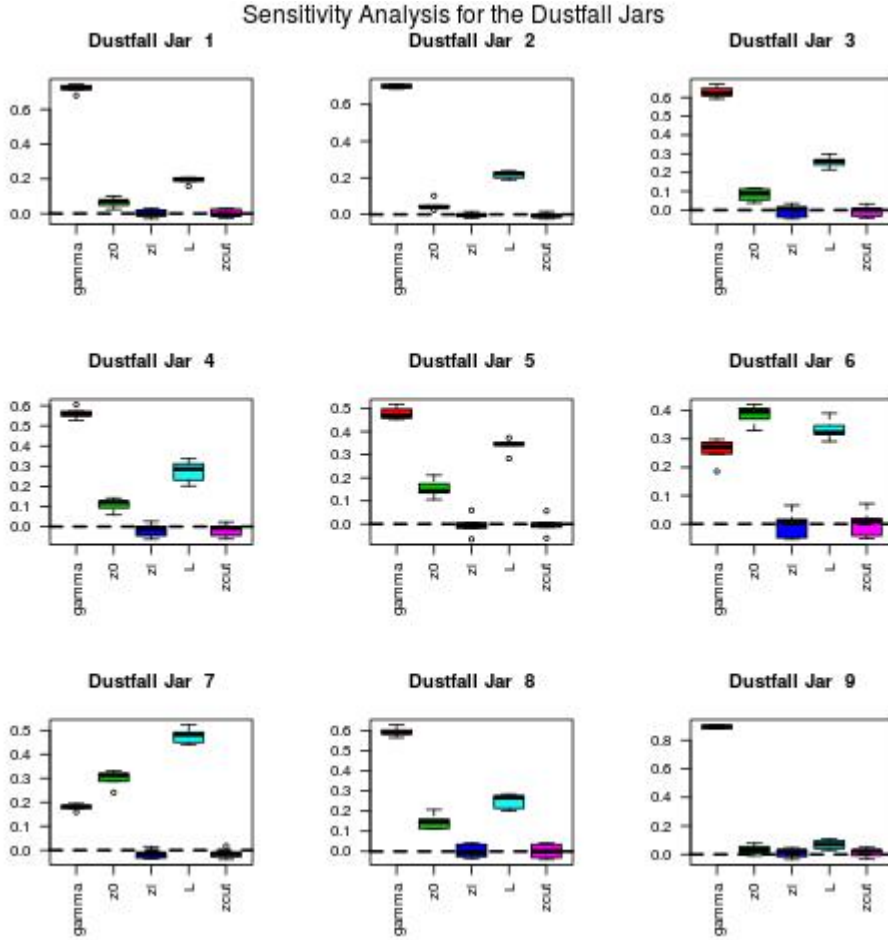 Sensitivity Analysis for the Dustfall Jars
Dustfall Jar 1
0.6
0.4
0.2
0.0
gamma
z0
zi
L
zcut
Dustfall Jar 2
0.6
0.4
0.2
0.0
gamma
z0
zi
L
zcut
Dustfall Jar 3
0.6
0.5
0.4
0.3
0.2
0.1
0.0
gamma
z0
zi
L
zcut
Dustfall Jar 4
0.6
0.5
0.4
0.3
0.2
0.1
0.0
gamma
z0
zi
L
zcut
Dustfall Jar 5
0.5
0.4
0.3
0.2
0.1
0.0
gamma
z0
zi
L
zcut
Dustfall Jar 6
0.4
0.3
0.2
0.1
0.0
gamma
z0
zi
L
zcut
Dustfall Jar 7
0.5
0.4
0.3
0.2
0.1
0.0
gamma
z0
zi
L
zcut
Dustfall Jar 8
0.6
0.5
0.4
0.3
0.2
0.1
0.0
gamma
z0
zi
L
zcut
Dustfall Jar 9
0.8
0.6
0.4
0.2
0.0
gamma
z0
zi
L
zcut